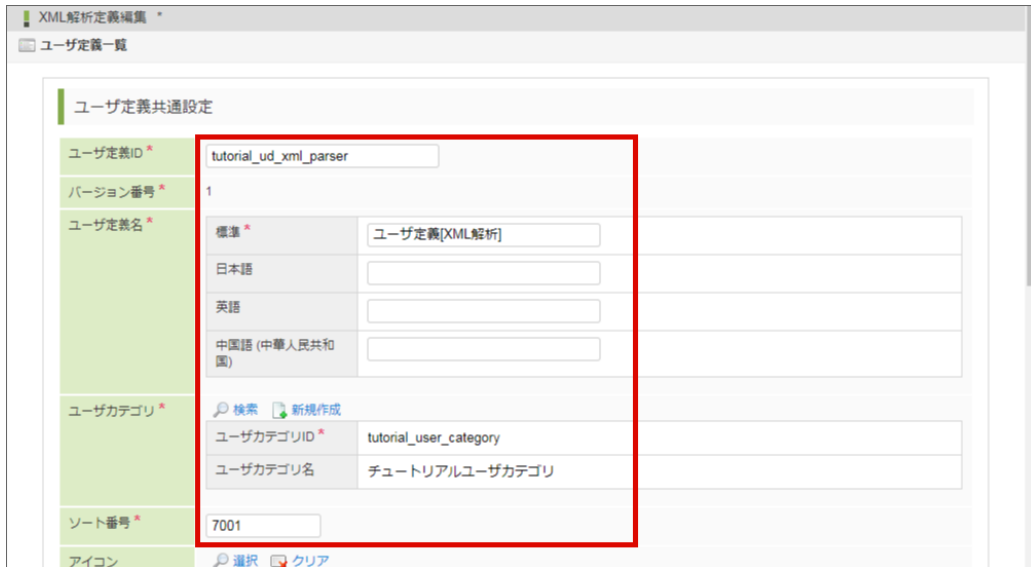 XML解析定義編集 *
ユーザ定義一覧
ユーザ定義共通設定
ユーザ定義ID *
tutorial_ud_xml_parser
バージョン番号 *
1
ユーザ定義名 *
標準 *
ユーザ定義[XML解析]
日本語
英語
中国語 (中華人民共和
国)
ユーザカテゴリ *
検索 新規作成
ユーザカテゴリID *
tutorial_user_category
ユーザカテゴリ名
チュートリアルユーザカテゴリ
ソート番号 *
7001
アイコン
選択 クリア